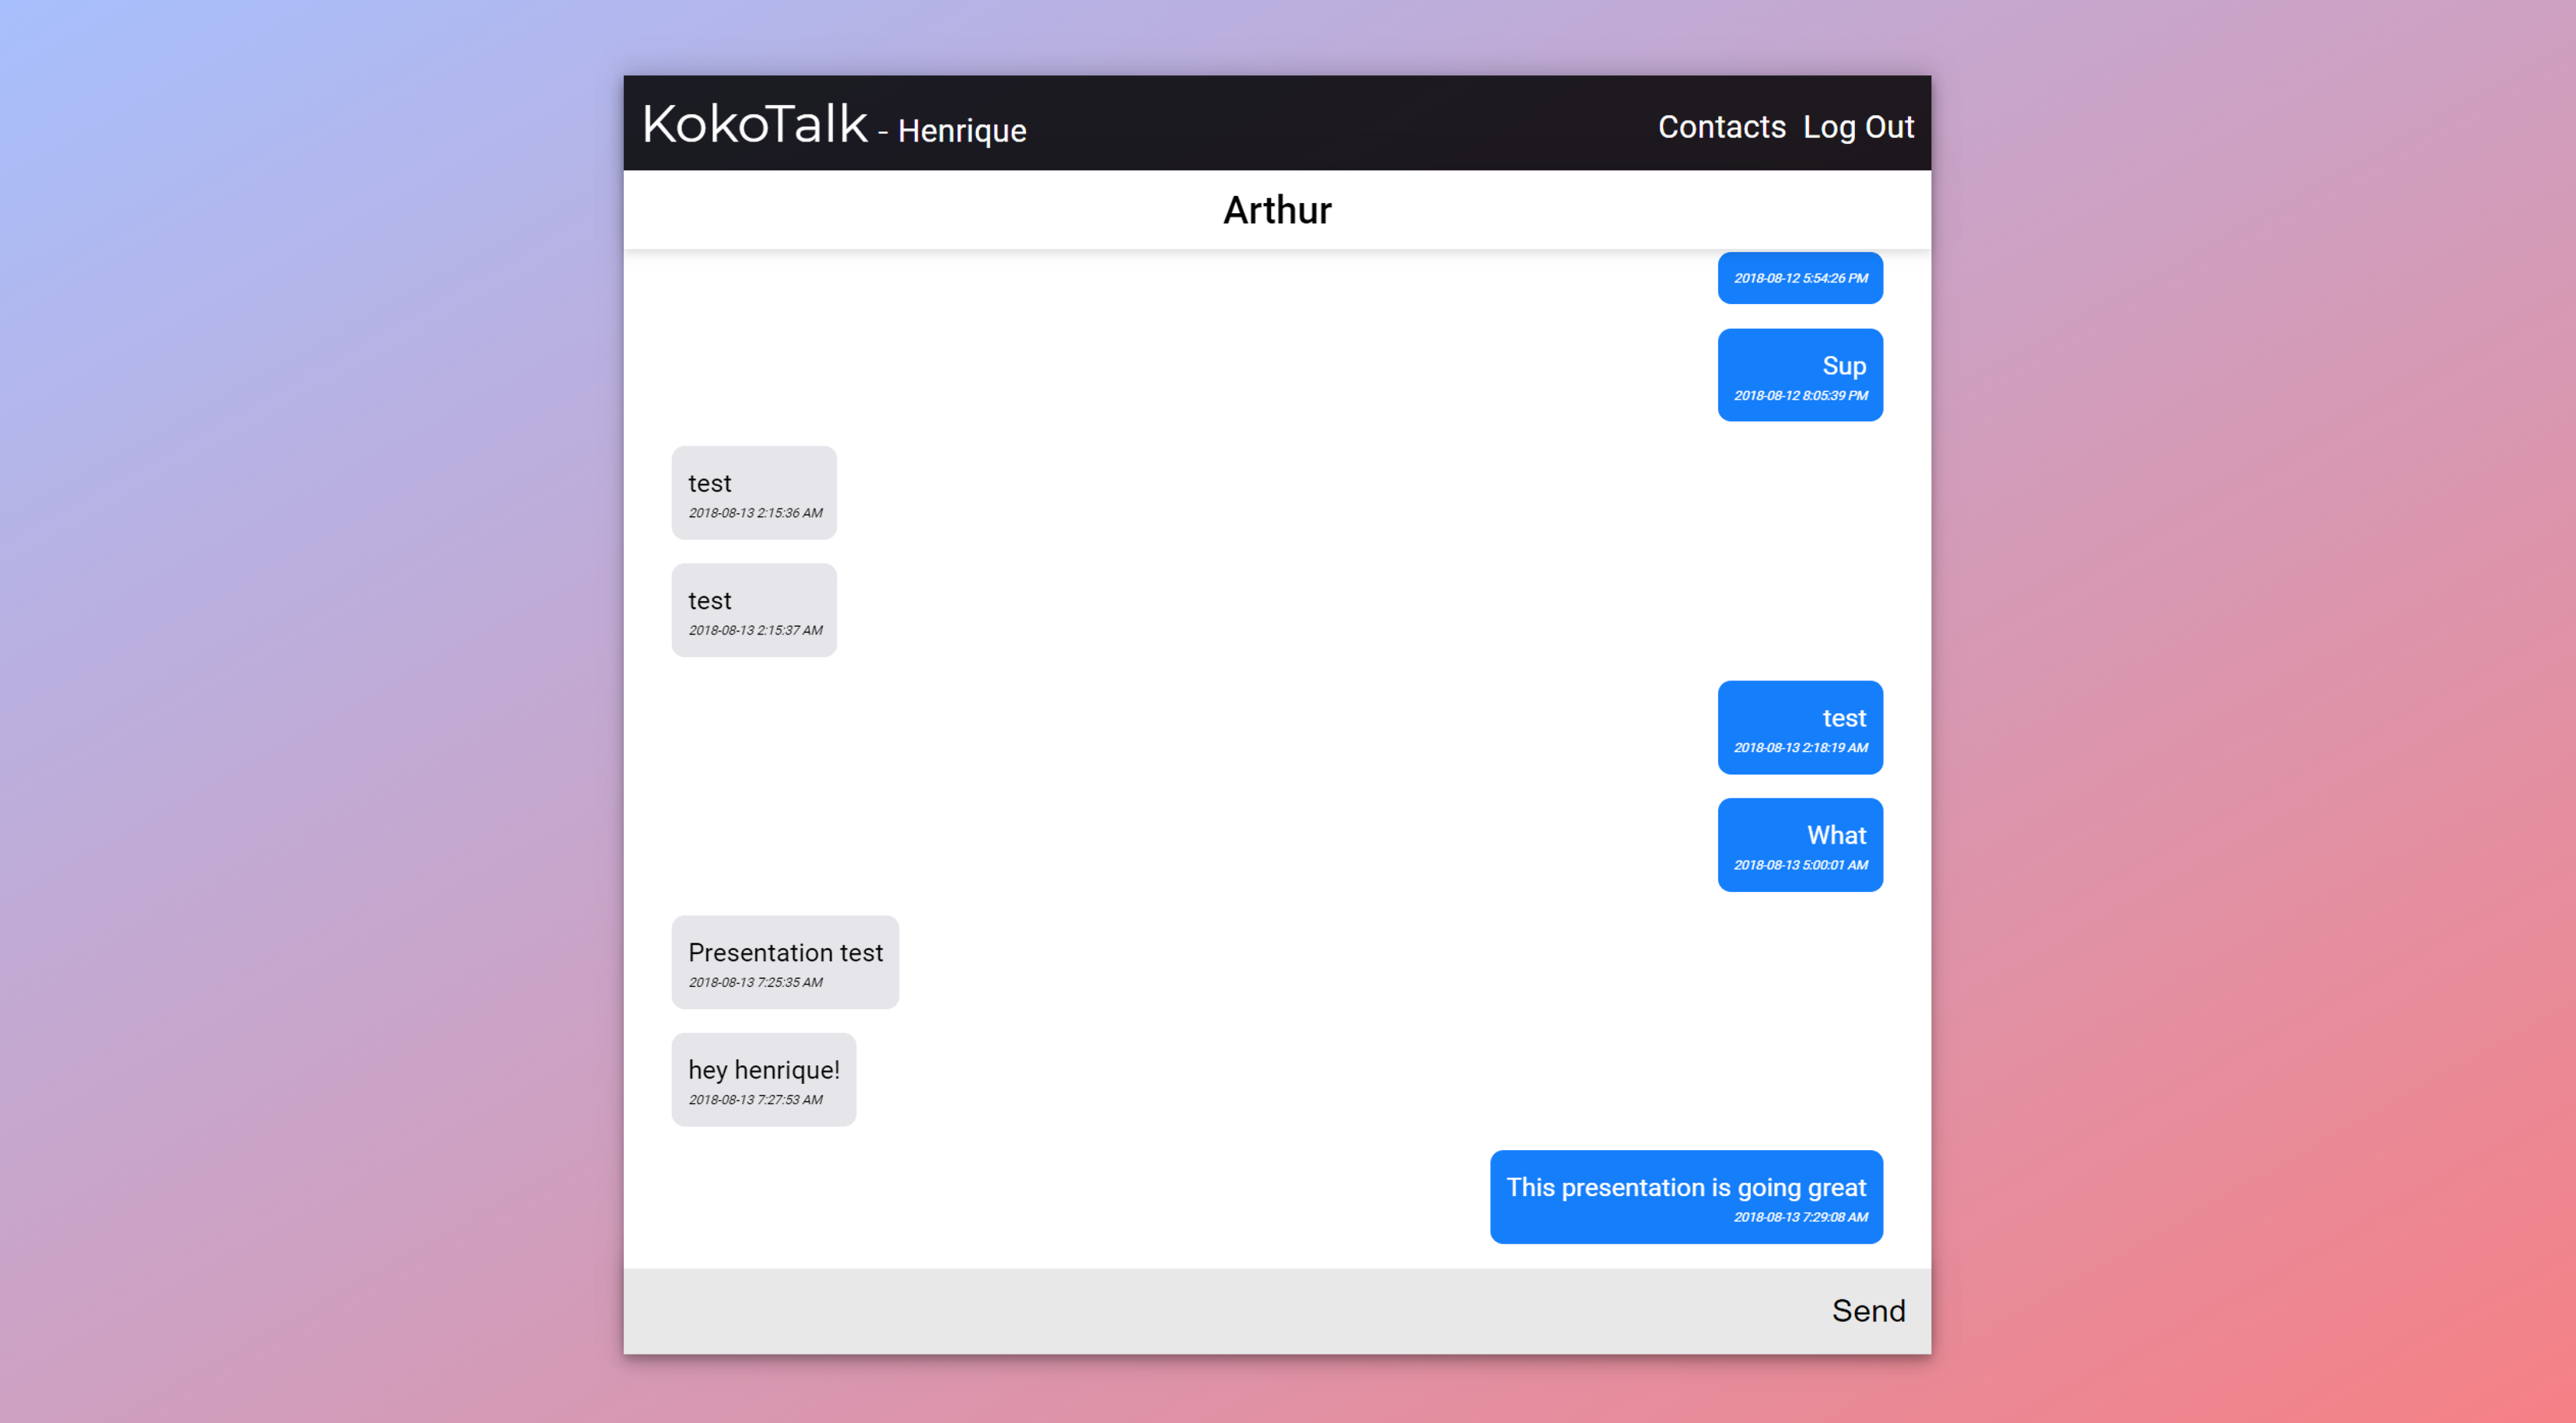 KokoTalk - Henrique
Contacts Log Out
Arthur
2018-08-12 5:54:26 PM
Sup
2018-08-12 8:05:39 PM
test
2018-08-13 2:15:36 AM
test
2018-08-13 2:15:37 AM
test
2018-08-13 2:18:19 AM
What
2018-08-13 5:00:01 AM
Presentation test
2018-08-13 7:25:35 AM
hey henrique!
2018-08-13 7:27:53 AM
This presentation is going great
2018-08-13 7:29:08 AM
Send